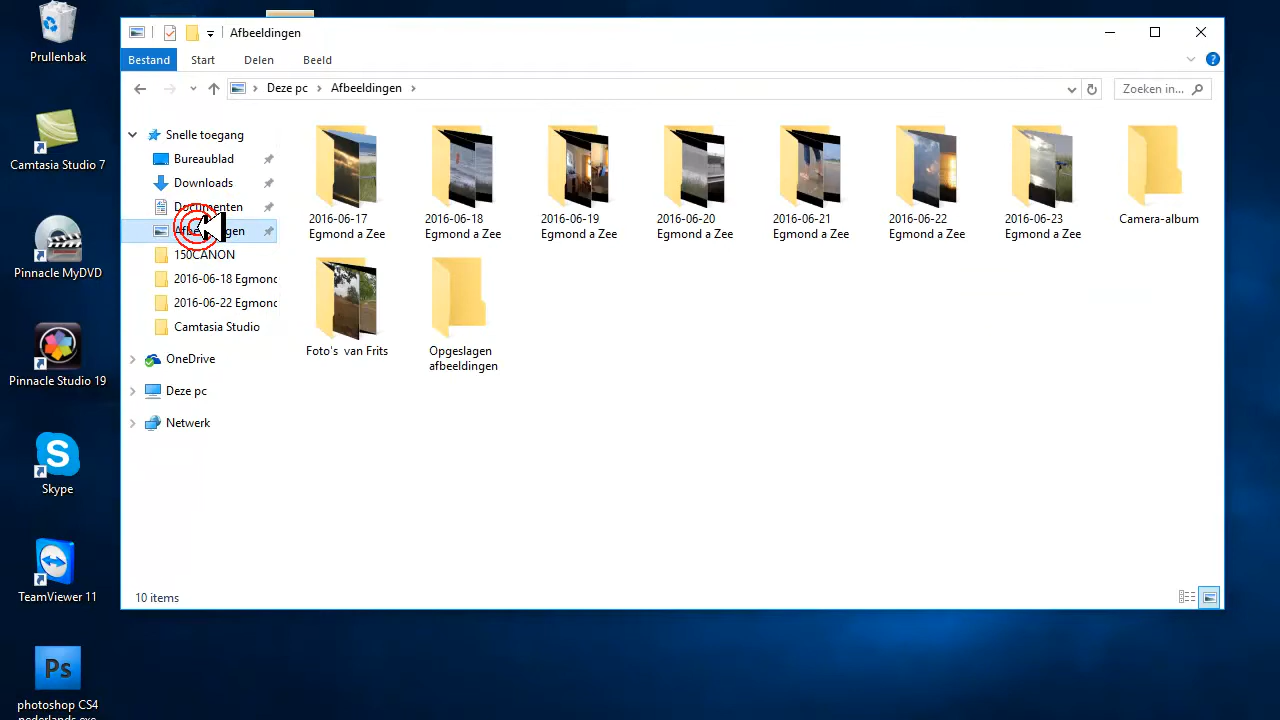 Prullenbak
Camtasia Studio 7
Pinnacle MyDVD
Pinnacle Studio 19
Skype
TeamViewer 11
Ps
photoshop CS4
nederlands.exe
Afbeeldingen
Bestand Start Delen Beeld
Deze pc Afbeeldingen
Zoeken in...
Snelle toegang
Bureaublad
Downloads
Documenten
150CANON
2016-06-18 Egmond
2016-06-22 Egmond
Camtasia Studio
OneDrive
Deze pc
Netwerk
2016-06-17
Egmond a Zee
2016-06-18
Egmond a Zee
2016-06-19
Egmond a Zee
2016-06-20
Egmond a Zee
2016-06-21
Egmond a Zee
2016-06-22
Egmond a Zee
2016-06-23
Egmond a Zee
Camera-album
Foto's van Frits
Opgeslagen
afbeeldingen
10 items